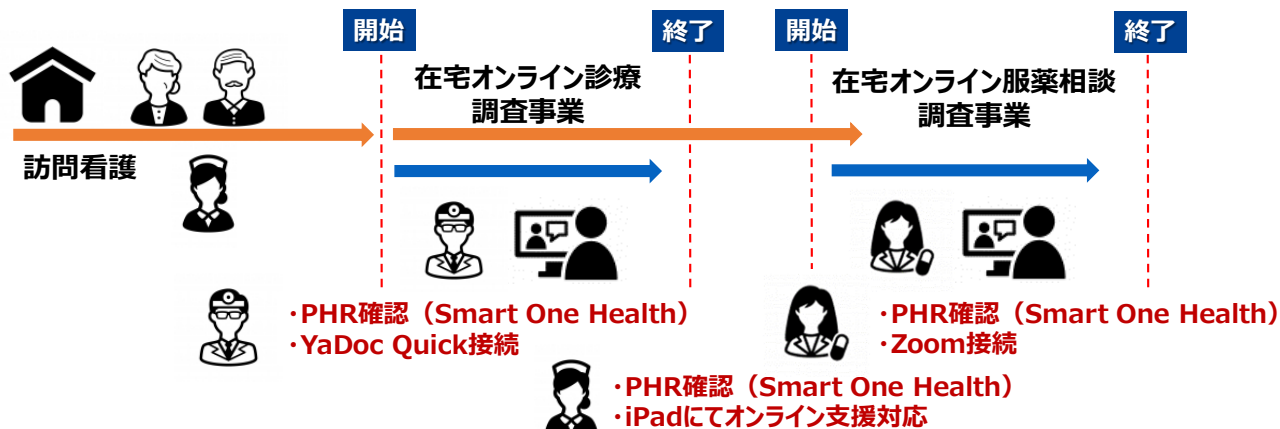 開始
終了
開始
終了
在宅オンライン診療
調査事業
在宅オンライン服薬相談
調査事業
訪問看護
・PHR確認（Smart One Health）
・YaDoc Quick接続
・PHR確認（Smart One Health）
・Zoom接続
・PHR確認（Smart One Health）
・iPadにてオンライン支援対応